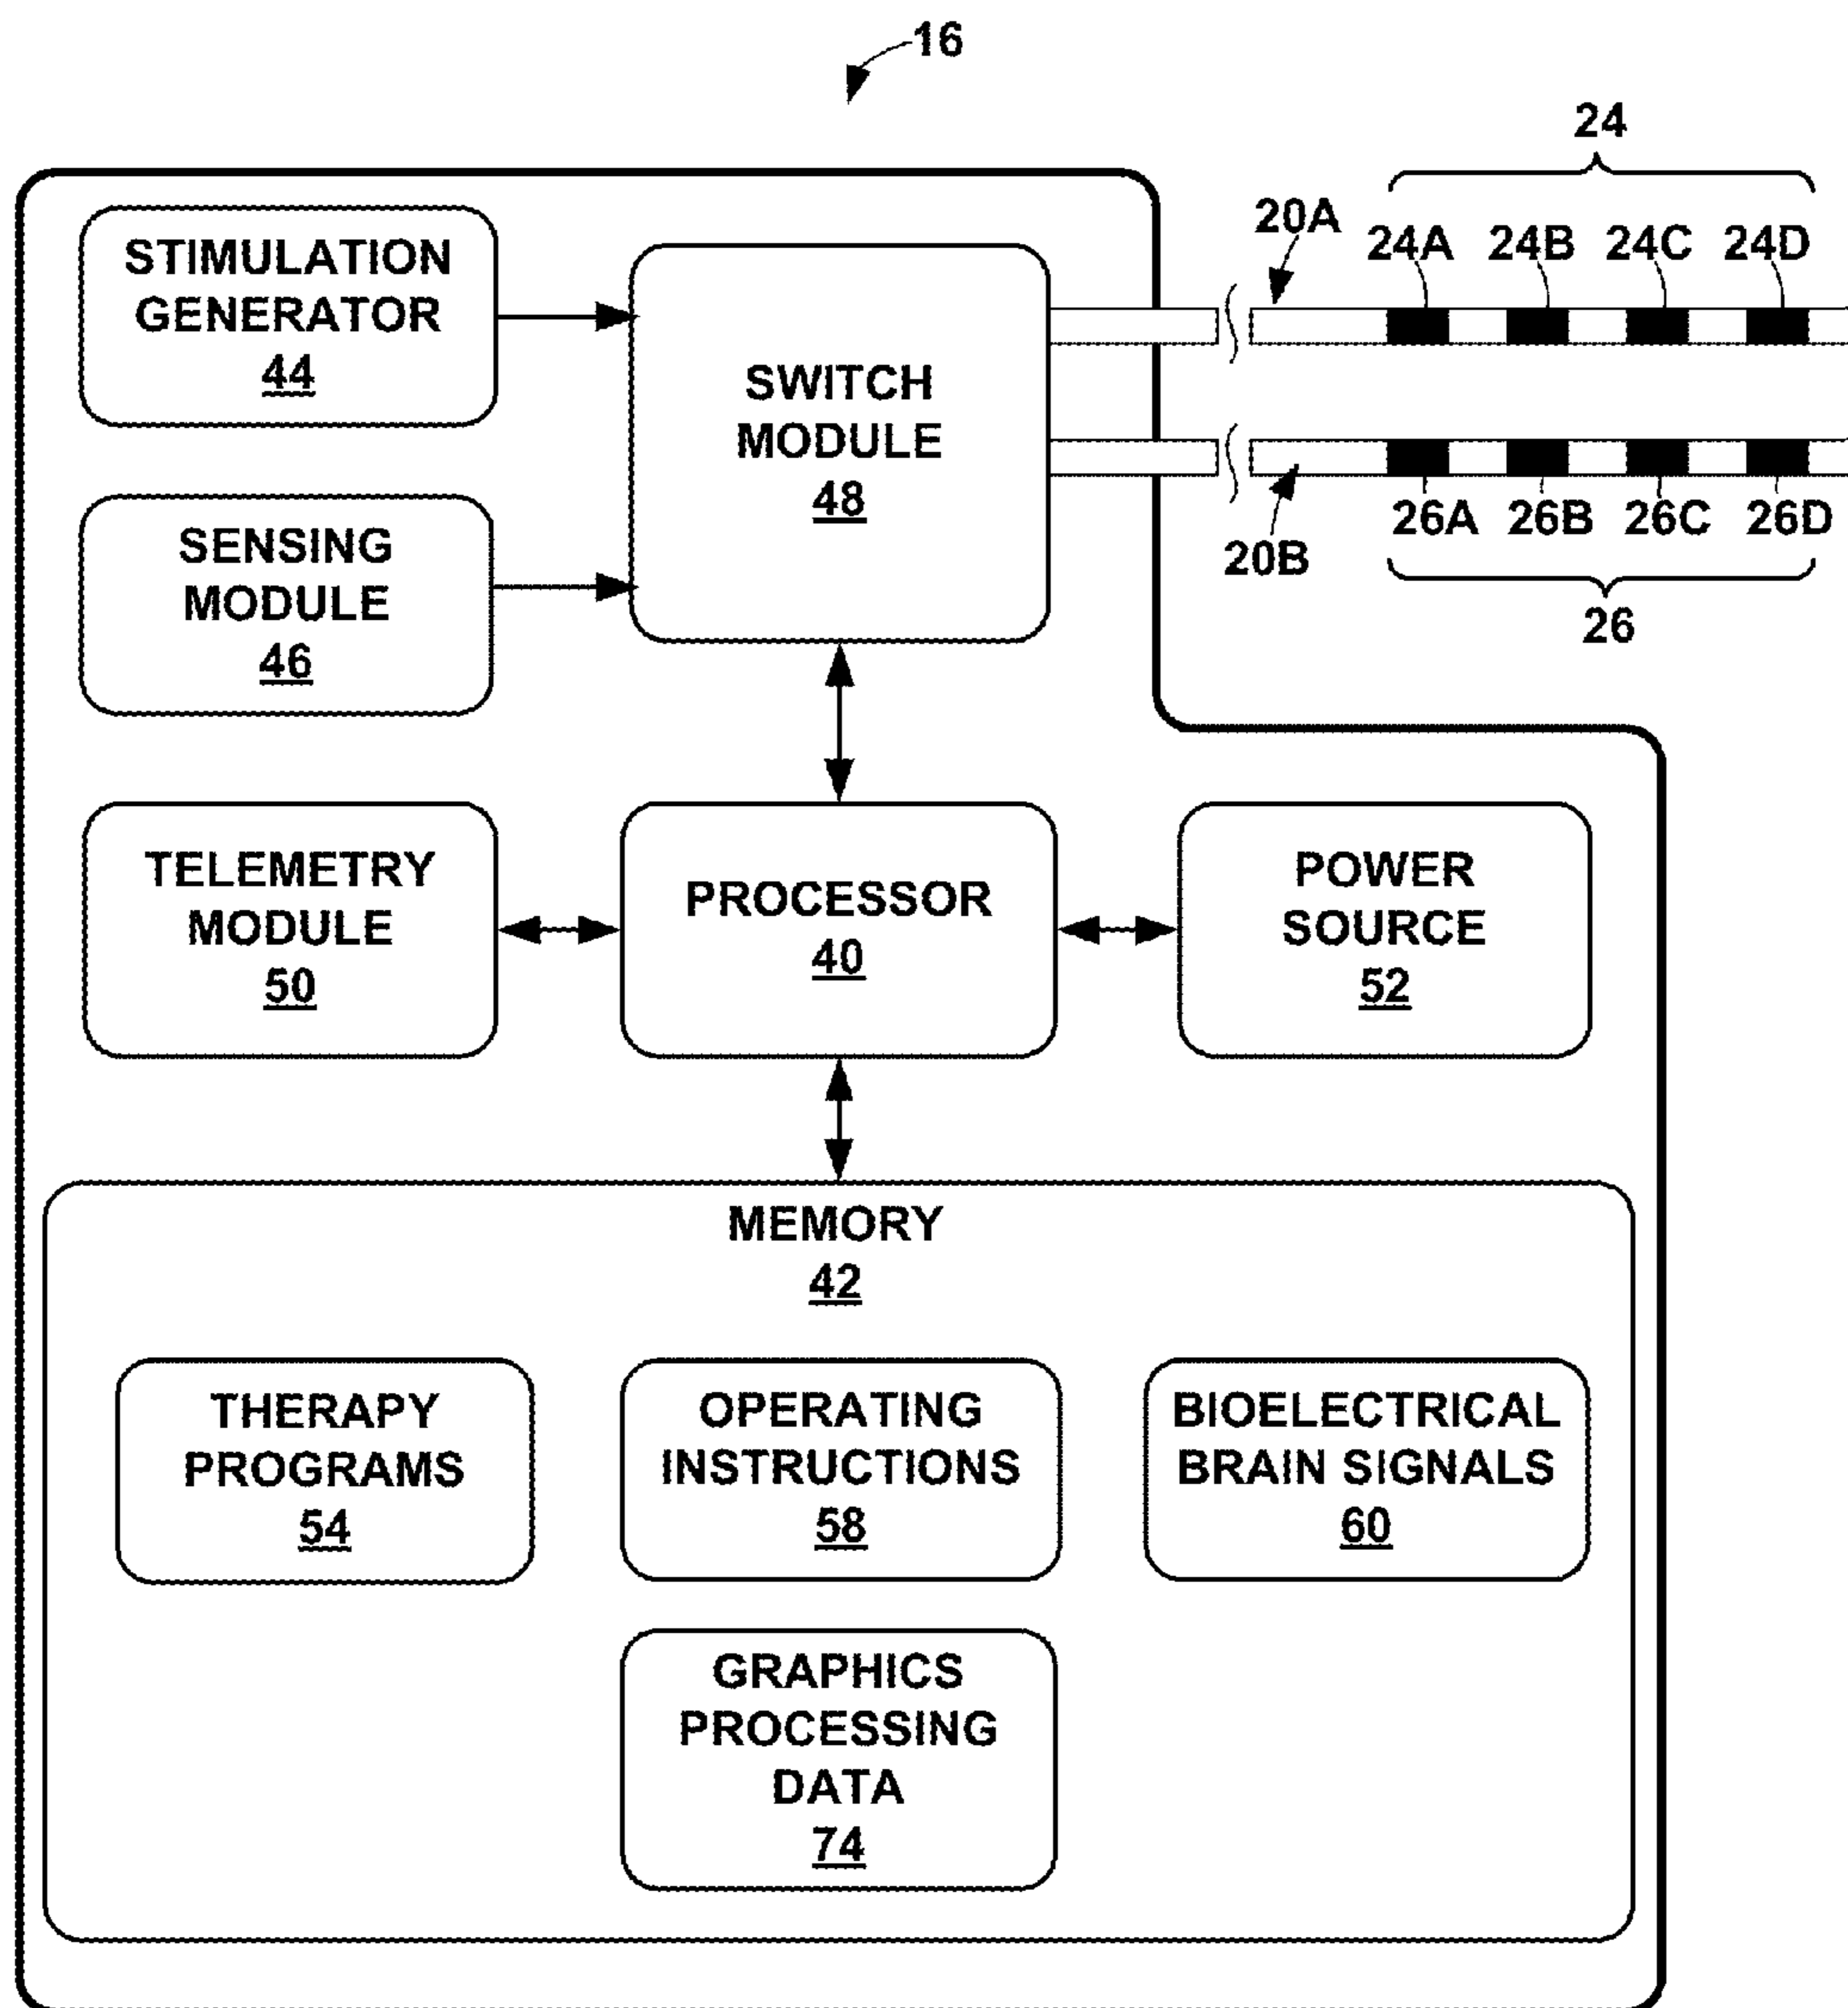 16
24
20A
24A 24B 24C 24D
STIMULATION
GENERATOR
44
SWITCH
MODULE
48
SENSING
MODULE
46
26A 26B 26C 26D
20B
26
TELEMETRY
MODULE
50
PROCESSOR
40
POWER
SOURCE
52
MEMORY
42
THERAPY
PROGRAMS
54
OPERATING
INSTRUCTIONS
58
BIOELECTRICAL
BRAIN SIGNALS
60
GRAPHICS
PROCESSING
DATA
74